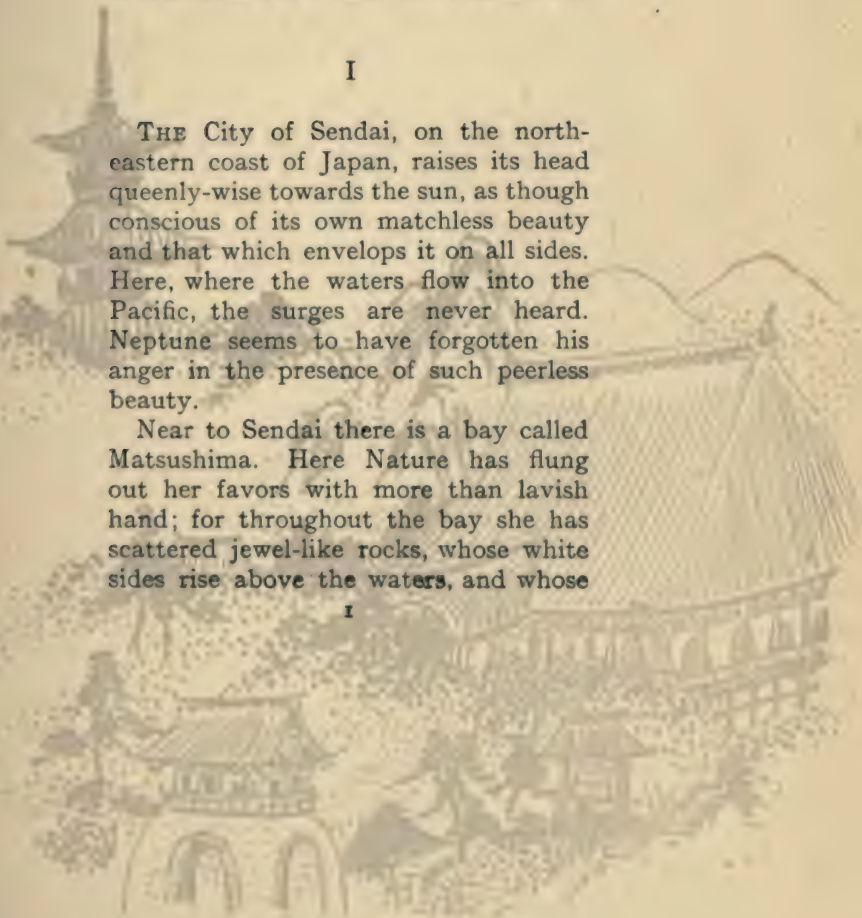 I
THE City of Sendai, on the north-
eastern coast of Japan, raises its head
queenly-wise towards the sun, as though
conscious of its own matchless beauty
and that which envelops it on all sides.
Here, where the waters flow into the
Pacific, the surges are never heard.
Neptune seems to have forgotten his
anger in the presence of such peerless
beauty.
Near to Sendai there is a bay called
Matsushima. Here Nature has flung
out her favors with more than lavish
hand; for throughout the bay she has
scattered jewel-like rocks, whose white
sides rise above the waters, and whose
1